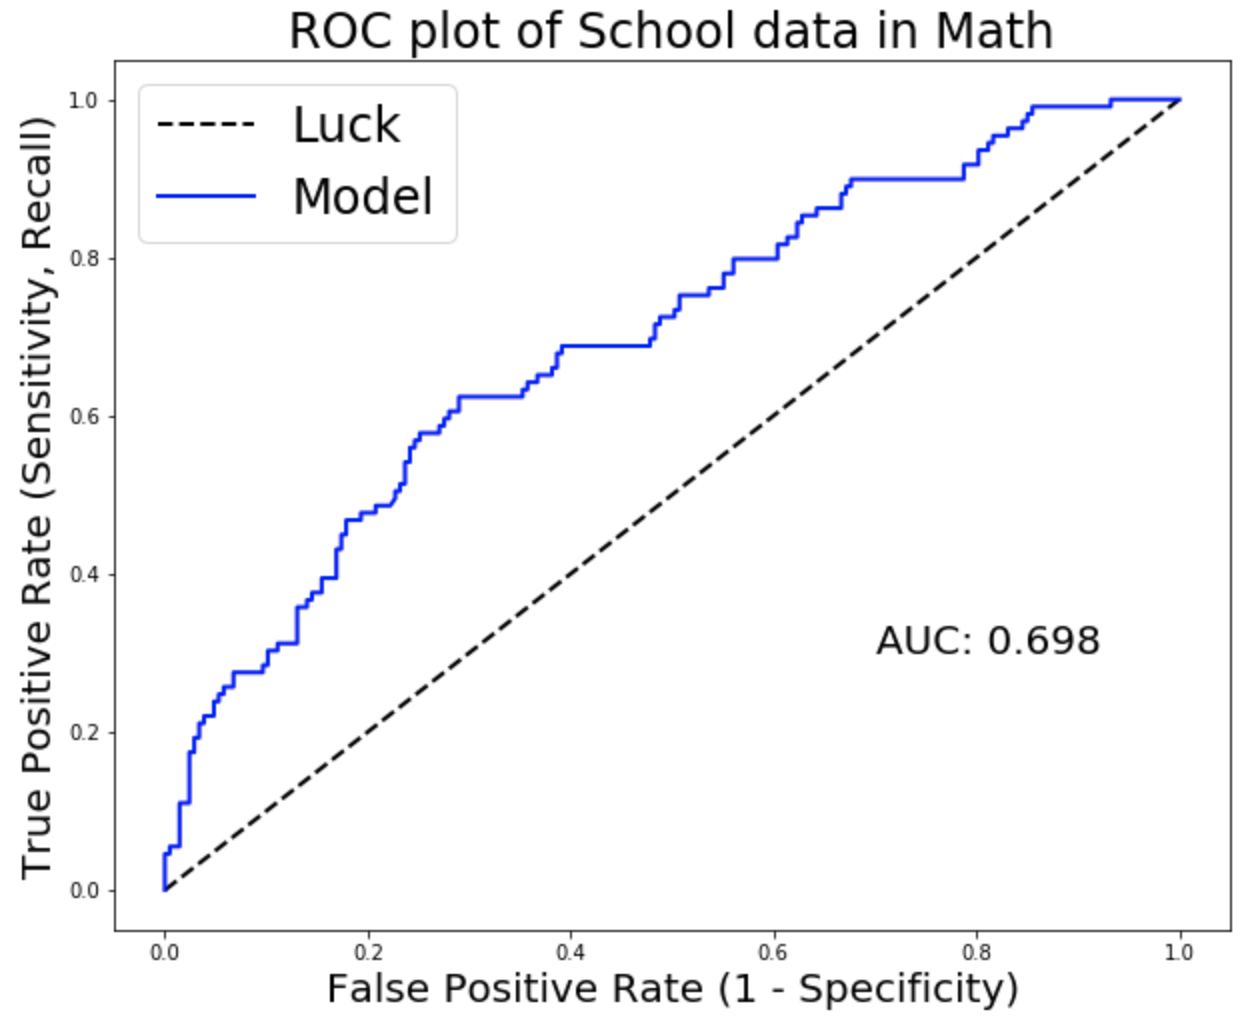 ROC plot of School data in Math
Luck
Model
True Positive Rate (Sensitivity, Recall)
1.0
0.8
0.6
0.4
0.2
0.0
AUC: 0.698
0.0 0.2 0.4 0.6 0.8 1.0
False Positive Rate (1 - Specificity)